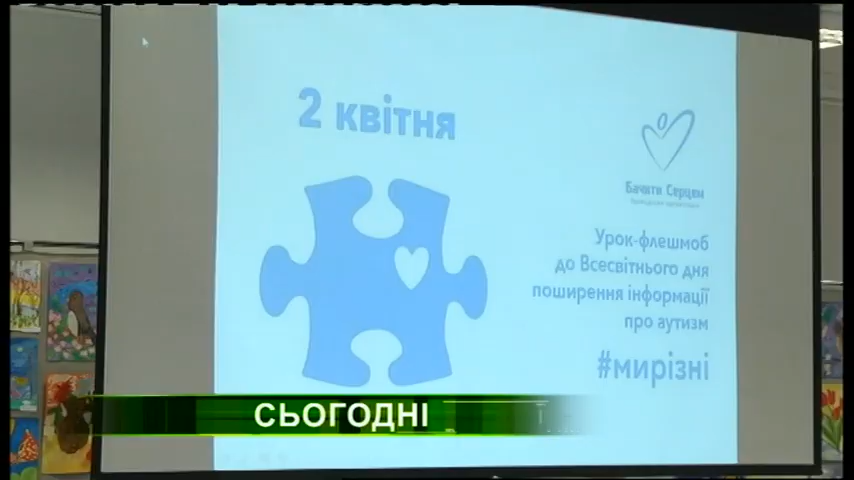 2 квітня
Бачити Серцем
Урок-флешмоб
до Всесвітнього дня
поширення інформації
про аутизм
#мирізні
СЬОГОДНІ